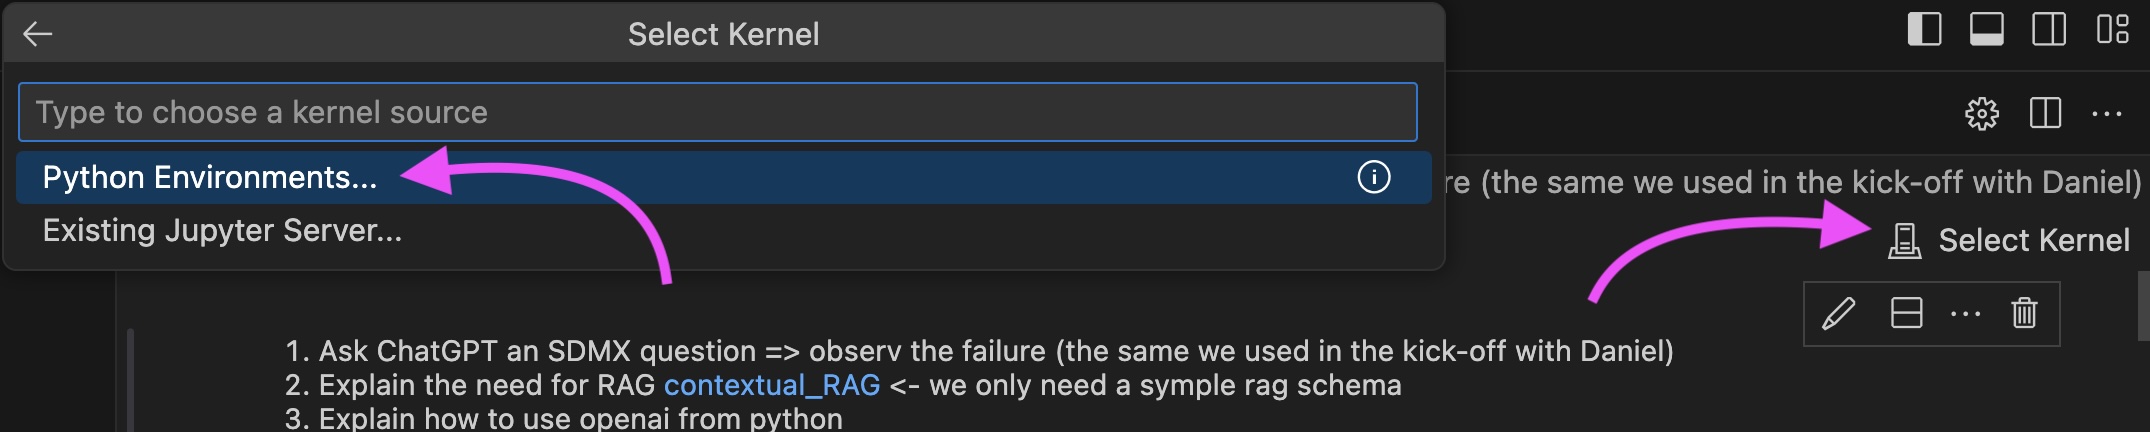 Select Kernel
Type to choose a kernel source
Python Environments...
Existing Jupyter Server...
re (the same we used in the kick-off with Daniel)
Select Kernel
1. Ask ChatGPT an SDMX question => observ the failure (the same we used in the kick-off with Daniel)
2. Explain the need for RAG contextual_RAG <- we only need a symple rag schema
3. Explain how to use openai from python